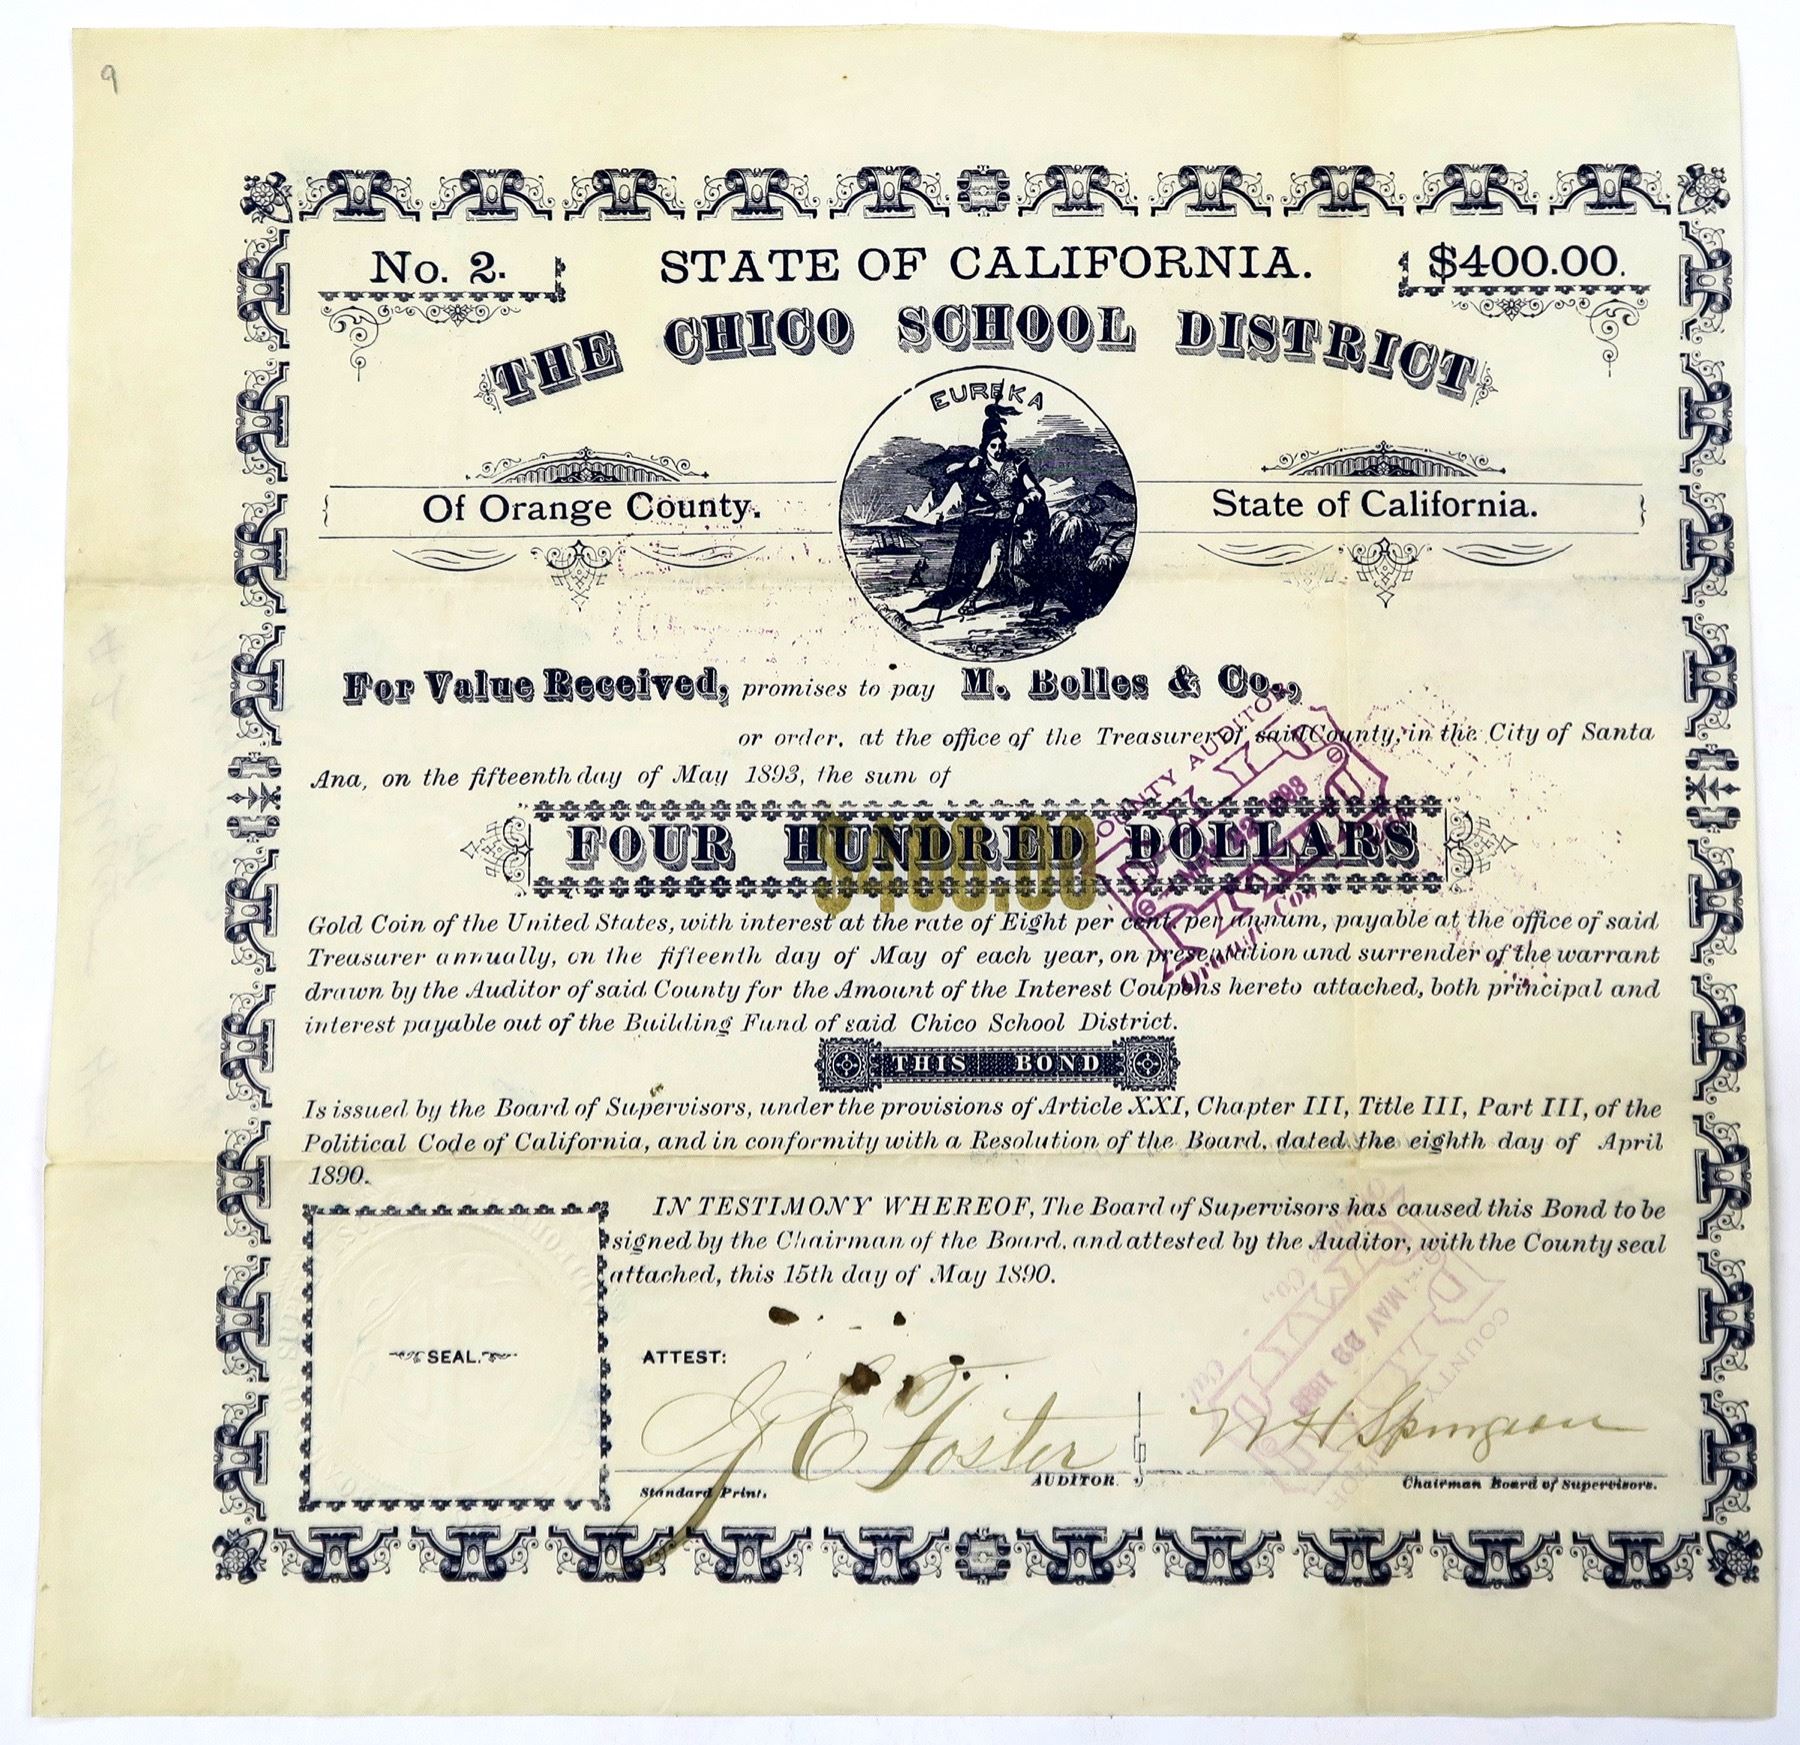 9
No. 2.
STATE OF CALIFORNIA.
$400.00.
THE CHICO SCHOOL DISTRICT
EUREKA
Of Orange County.
State of California.
For Value Received, promises to pay M. Bolles & Co.,
or order, at the office of the Treasurer of said County, in the City of Santa
Ana, on the fifteenth day of May 1893, the sum of
$400.00
FOUR HUNDRED DOLLARS
COUNTY AUDITOR
Gold Coin of the United States, with interest at the rate of Eight per cent. per annum, payable at the office of said
Treasurer annually, on the fifteenth day of May of each year, on presentation and surrender of the warrant
drawn by the Auditor of said County for the Amount of the Interest Coupons hereto attached, both principal and
interest payable out of the Building Fund of said Chico School District.
THIS BOND
Is issued by the Board of Supervisors, under the provisions of Article XXI, Chapter III, Title III, Part III, of the
Political Code of California, and in conformity with a Resolution of the Board, dated the eighth day of April
1890.
IN TESTIMONY WHEREOF, The Board of Supervisors has caused this Bond to be
signed by the Chairman of the Board, and attested by the Auditor, with the County seal
attached, this 15th day of May 1890.
SEAL.
ATTEST:
J E Foster
W H Spurgeon
AUDITOR
Chairman Board of Supervisors.
Standard Print.